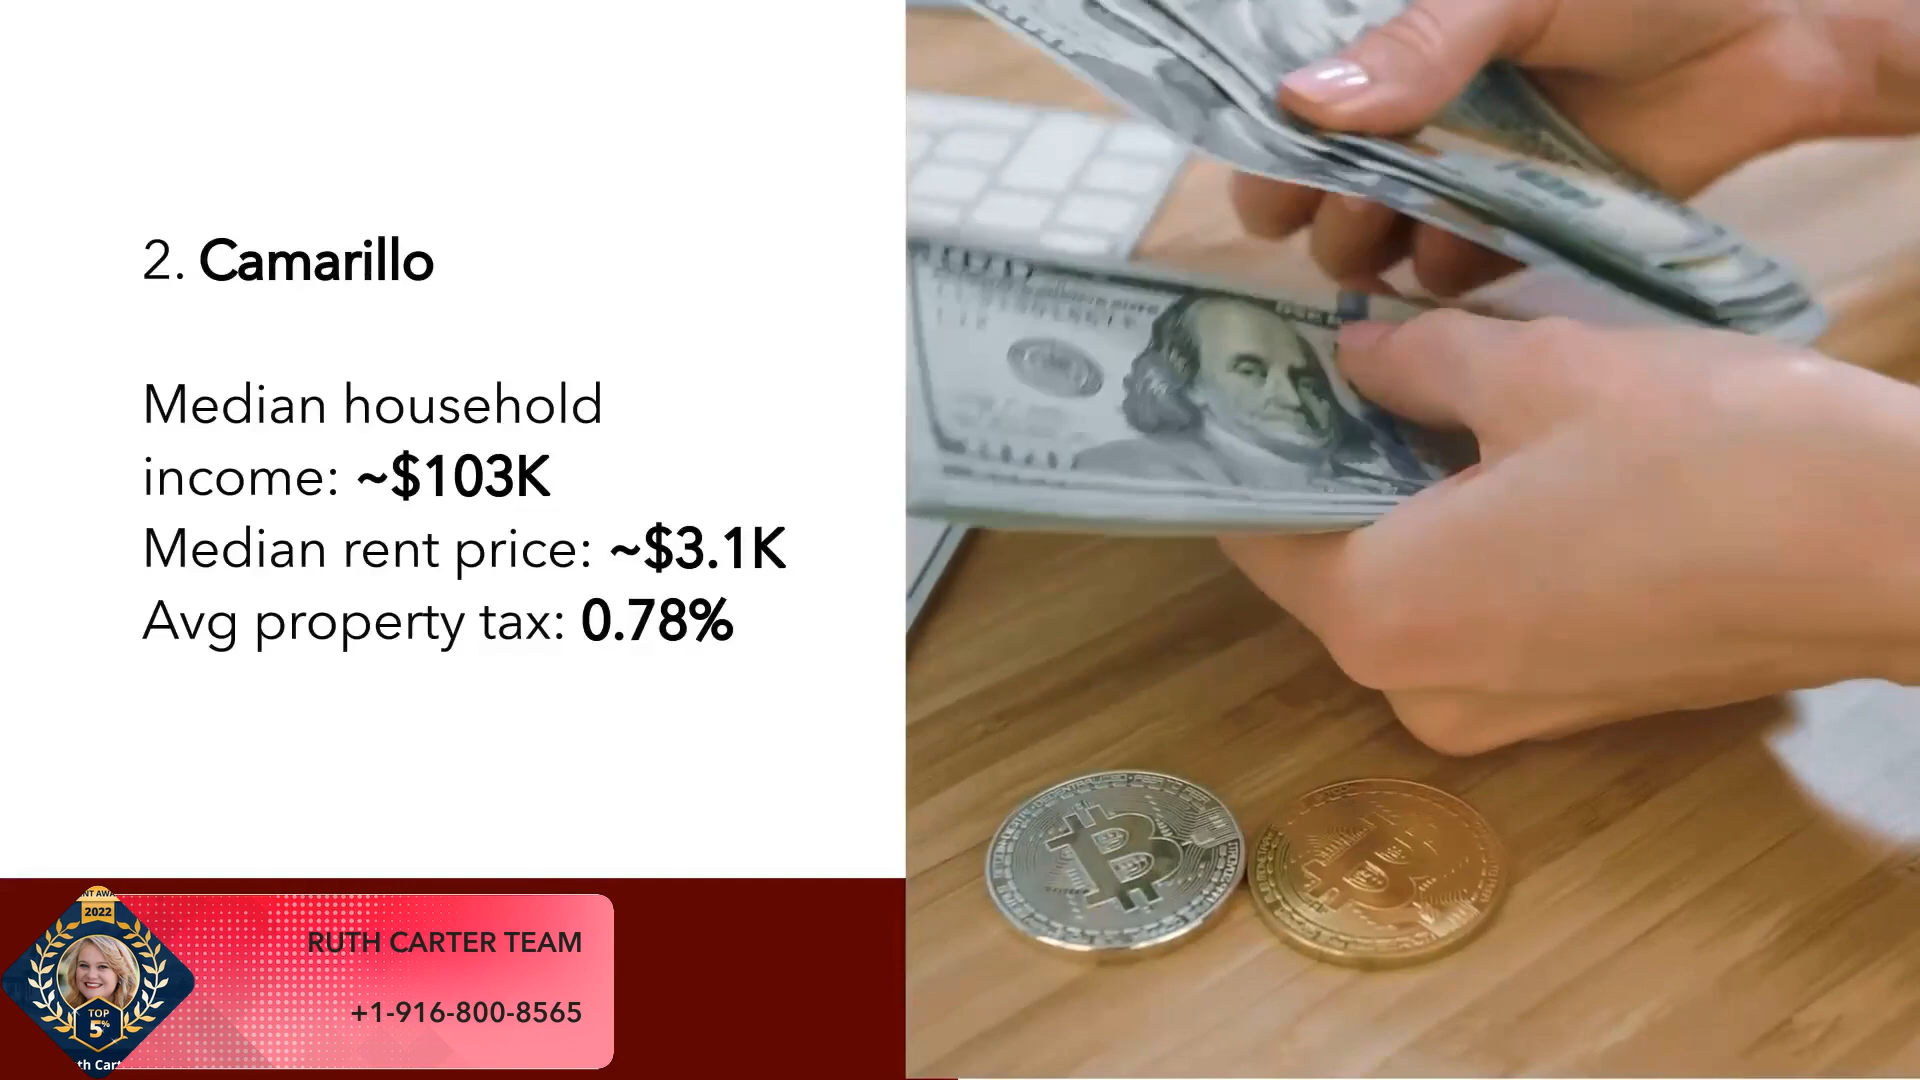 2. Camarillo
Median household
income: ~$103K
Median rent price: ~$3.1K
Avg property tax: 0.78%
2022
TOP
5%
RUTH CARTER TEAM
+1-916-800-8565